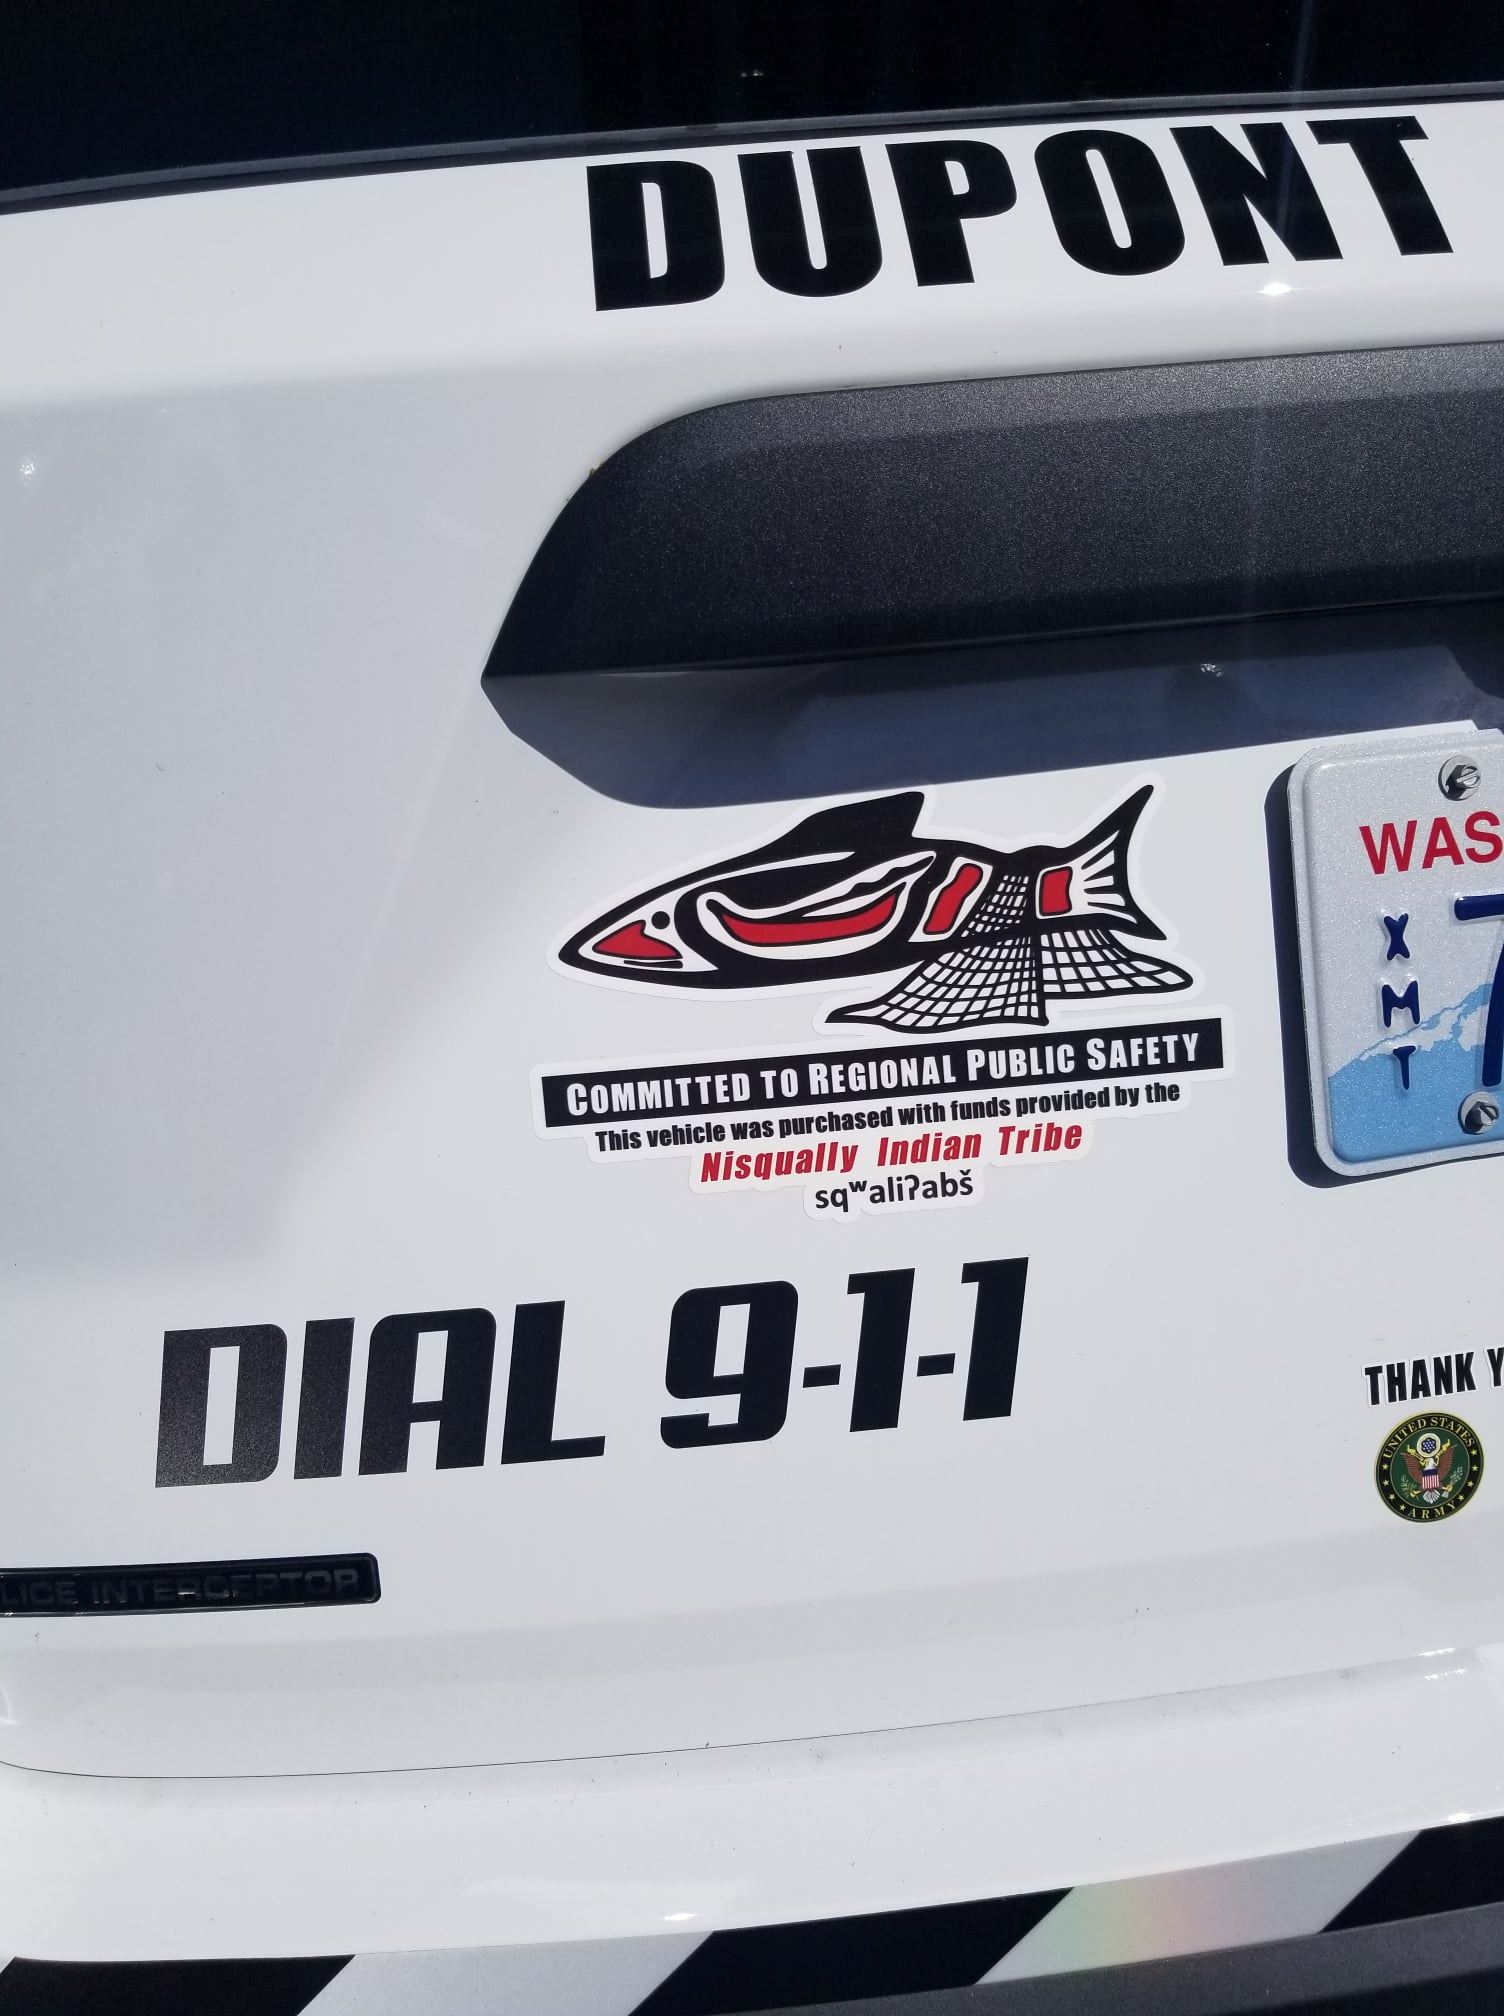 DUPONT
WAS
XMT
7
COMMITTED TO REGIONAL PUBLIC SAFETY
This vehicle was purchased with funds provided by the
Nisqually Indian Tribe
sqʷaliʔabš
DIAL 9-1-1
THANK Y
UNITED STATES
ARMY
LICE INTERCEPTOR